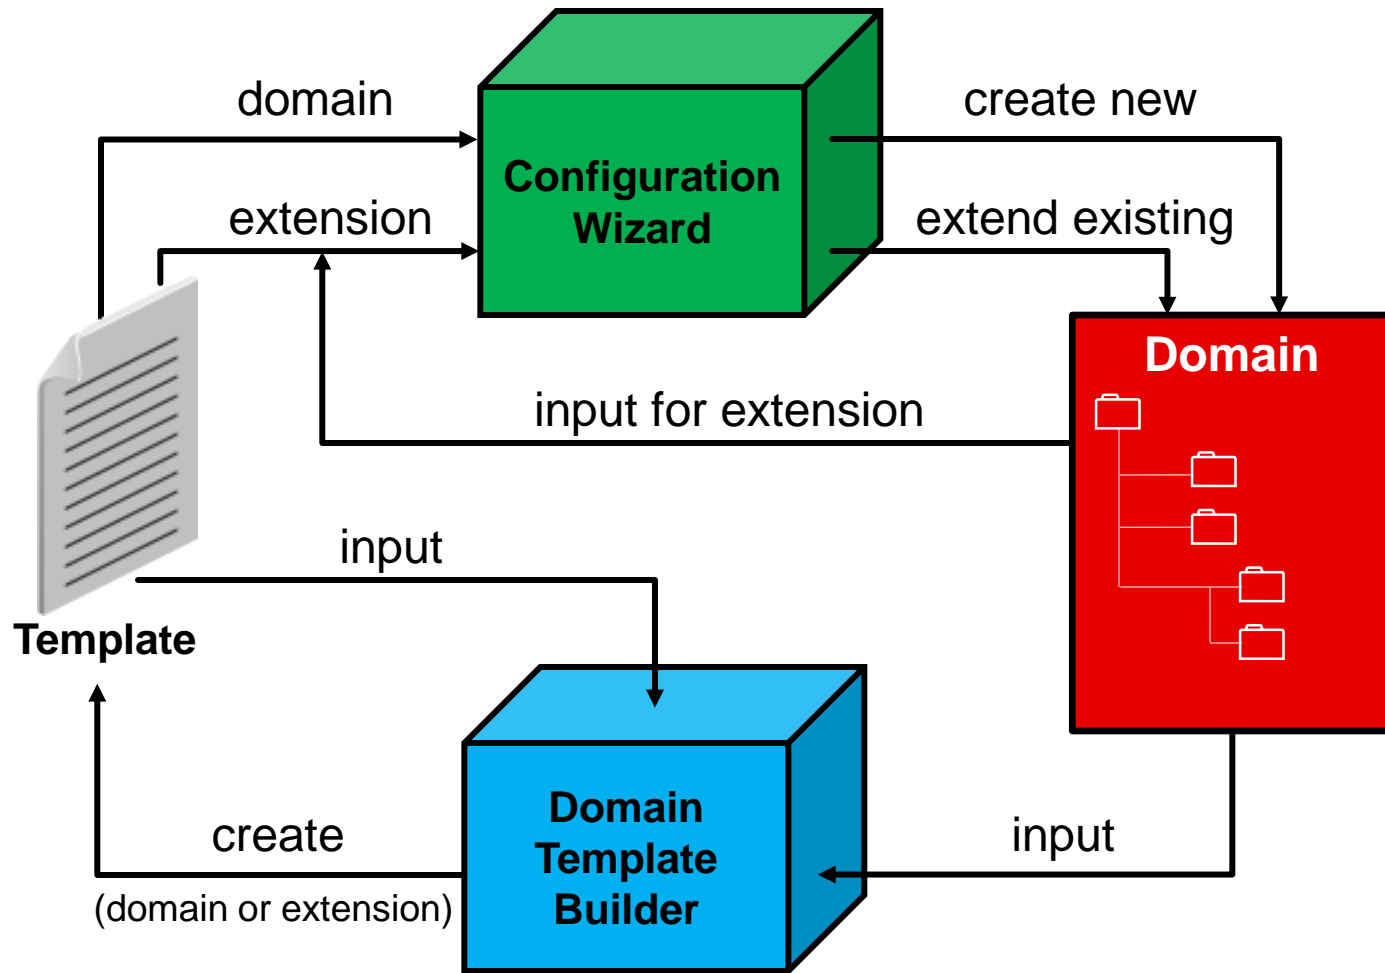 domain
create new
Configuration
Wizard
extension
extend existing
Domain
input for extension
input
Template
Domain
Template
Builder
create
(domain or extension)
input